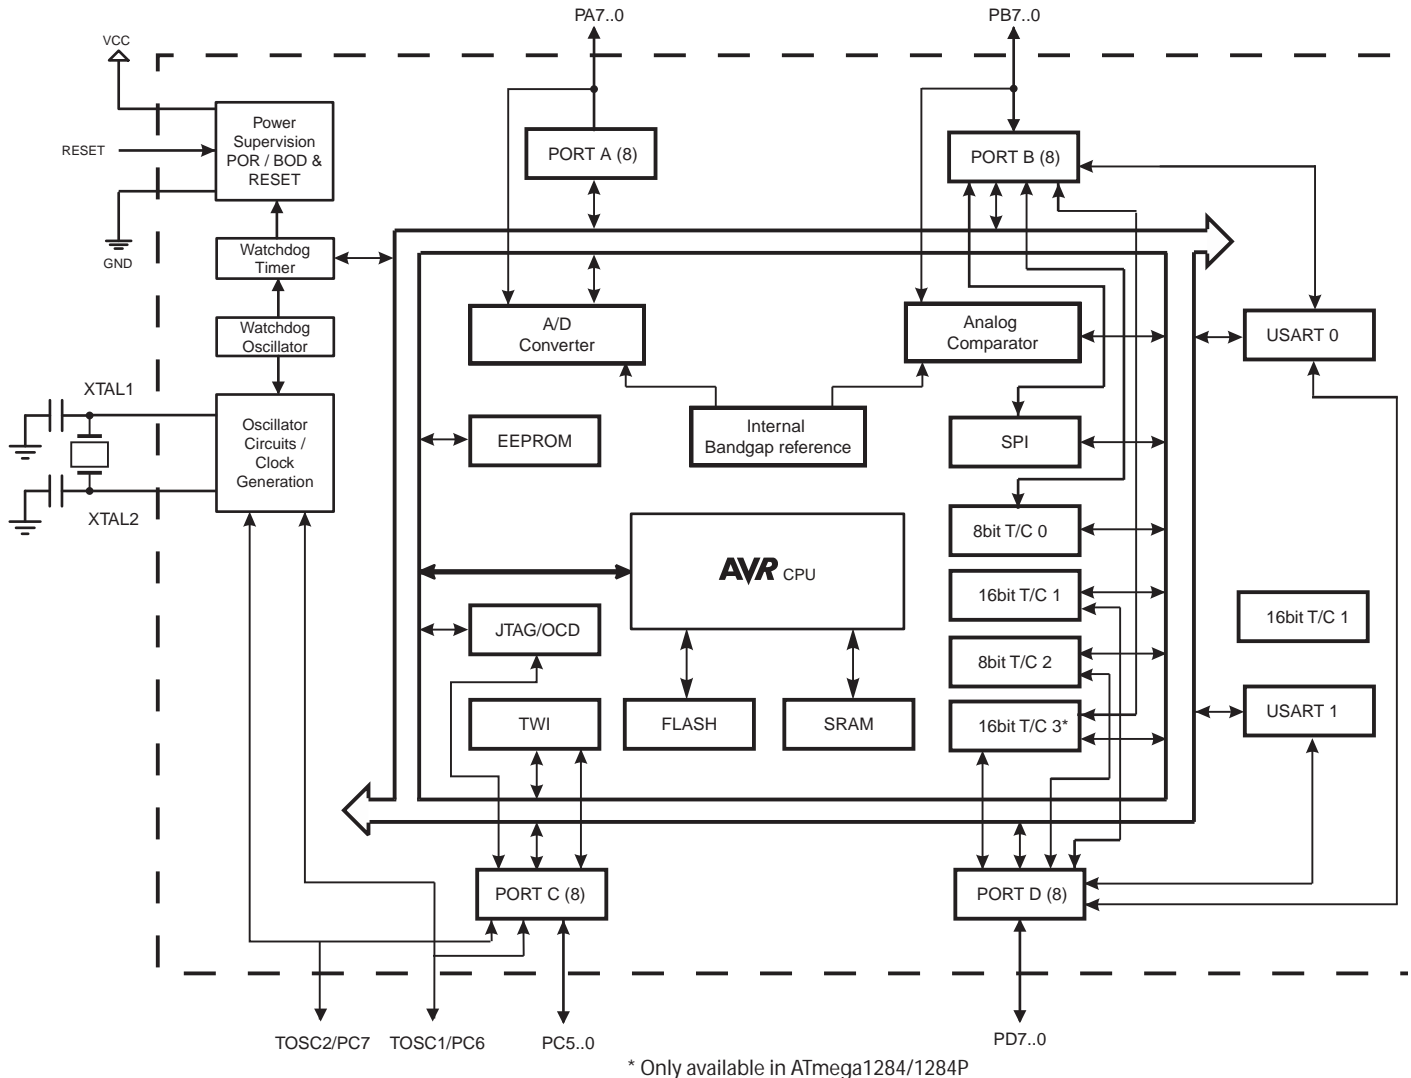 PA7..0
PB7..0
VCC
RESET
GND
Power
Supervision
POR / BOD &
RESET
PORT A (8)
PORT B (8)
Watchdog
Timer
Watchdog
Oscillator
XTAL1
XTAL2
Oscillator
Circuits /
Clock
Generation
A/D
Converter
Analog
Comparator
USART 0
Internal
Bandgap reference
EEPROM
SPI
8bit T/C 0
AVR CPU
16bit T/C 1
16bit T/C 1
JTAG/OCD
8bit T/C 2
TWI
FLASH
SRAM
16bit T/C 3*
USART 1
PORT C (8)
PORT D (8)
TOSC2/PC7
TOSC1/PC6
PC5..0
PD7..0
* Only available in ATmega1284/1284P